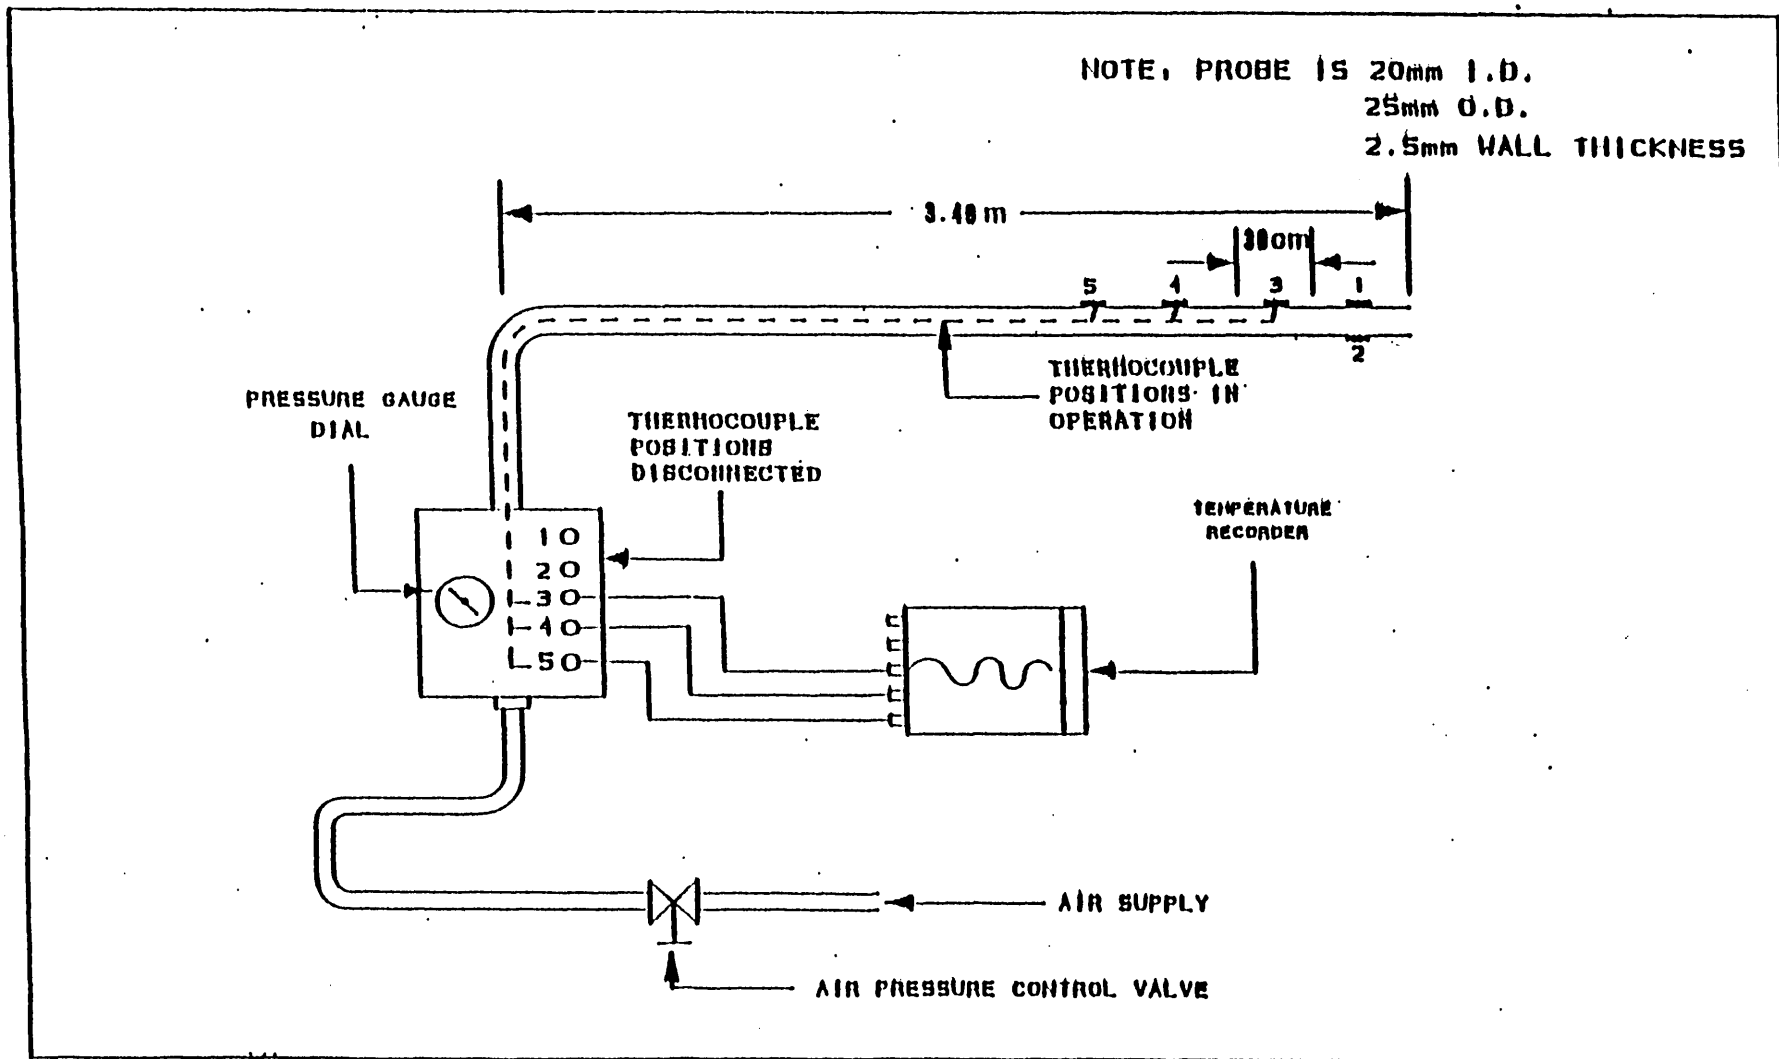 NOTE, PROBE IS 20mm I.D.
25mm O.D.
2.5mm WALL THICKNESS
m
cm
5
4
3
1
2
THERMOCOUPLE
POSITIONS IN
OPERATION
PRESSURE GAUGE
DIAL
THERMOCOUPLE
POSITIONS
DISCONNECTED
TEMPERATURE
RECORDER
1
2
3
4
5
AIR SUPPLY
AIR PRESSURE CONTROL VALVE